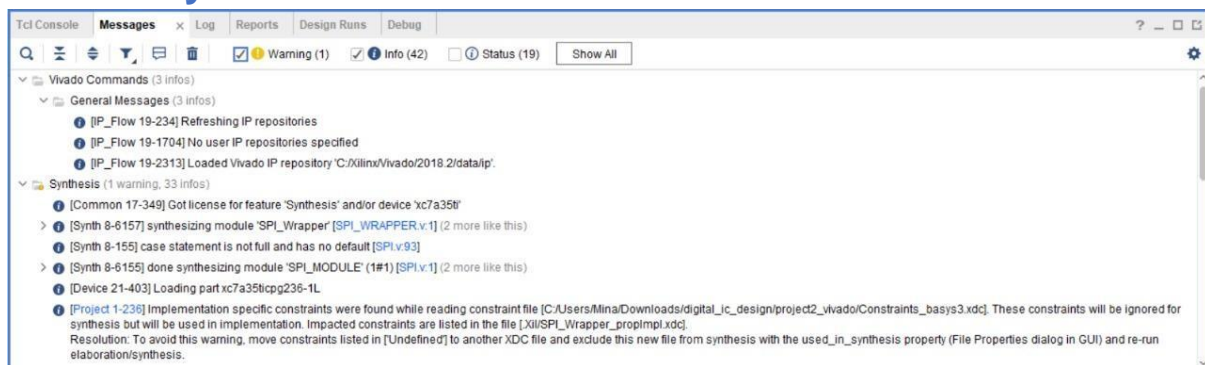 Tcl Console Messages × Log Reports Design Runs Debug
Warning (1) Info (42) Status (19) Show All
Vivado Commands (3 infos)
General Messages (3 infos)
[IP_Flow 19-234] Refreshing IP repositories
[IP_Flow 19-1704] No user IP repositories specified
[IP_Flow 19-2313] Loaded Vivado IP repository 'C:/Xilinx/Vivado/2018.2/data/ip'.
Synthesis (1 warning, 33 infos)
[Common 17-349] Got license for feature 'Synthesis' and/or device 'xc7a35ti'
[Synth 8-6157] synthesizing module 'SPI_Wrapper' [SPI_WRAPPER.v:1] (2 more like this)
[Synth 8-155] case statement is not full and has no default [SPI.v:93]
[Synth 8-6155] done synthesizing module 'SPI_MODULE' (1#1) [SPI.v:1] (2 more like this)
[Device 21-403] Loading part xc7a35ticpg236-1L
[Project 1-236] Implementation specific constraints were found while reading constraint file [C:/Users/Mina/Downloads/digital_ic_design/project2_vivado/Constraints_basys3.xdc]. These constraints will be ignored for
synthesis but will be used in implementation. Impacted constraints are listed in the file [.Xil/SPI_Wrapper_propImpl.xdc].
Resolution: To avoid this warning, move constraints listed in ['Undefined'] to another XDC file and exclude this new file from synthesis with the used_in_synthesis property (File Properties dialog in GUI) and re-run
elaboration/synthesis.